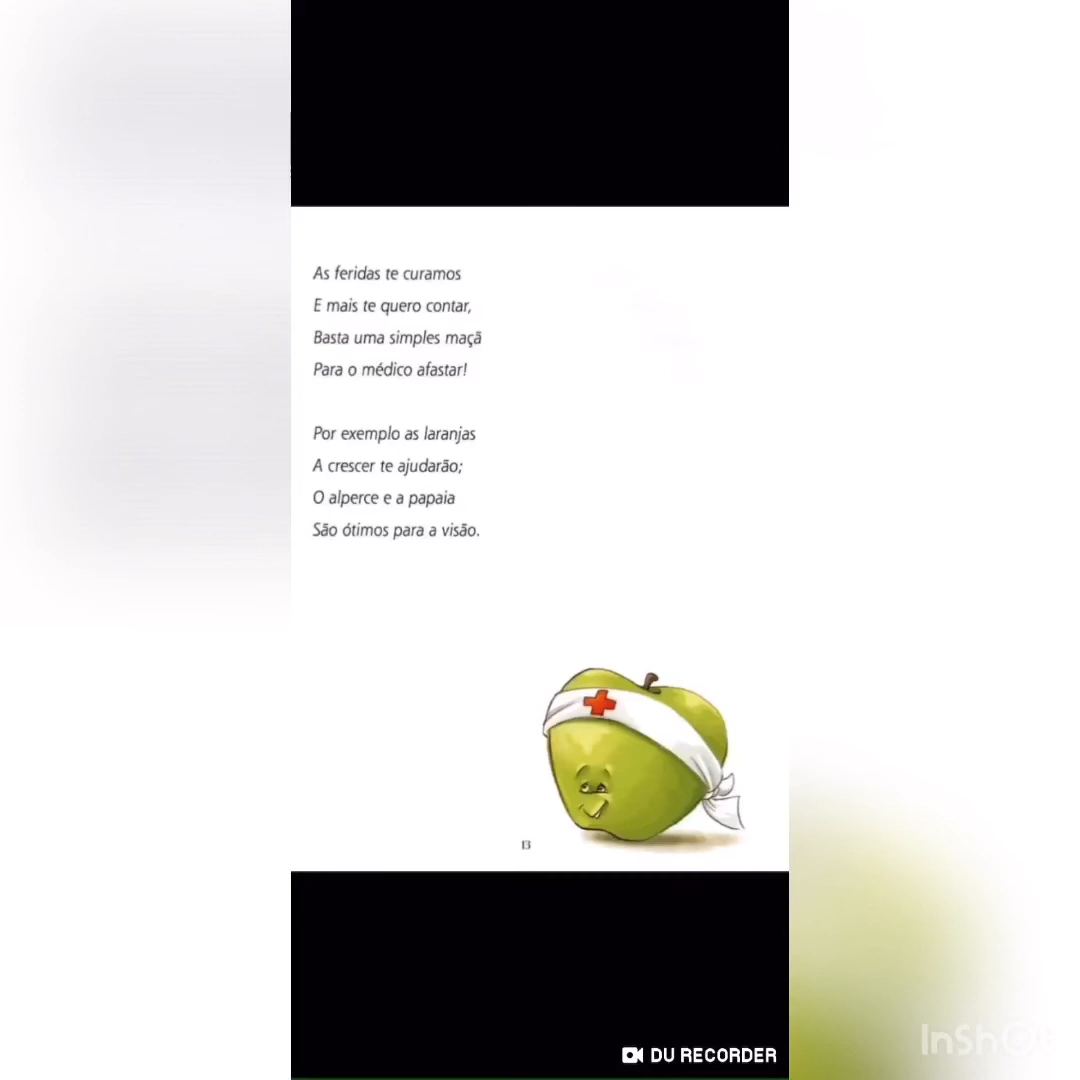 As feridas te curamos
E mais te quero contar,
Basta uma simples maçã
Para o médico afastar!
Por exemplo as laranjas
A crescer te ajudarão;
O alperce e a papaia
São ótimos para a visão.
13
DU RECORDER
InShOt